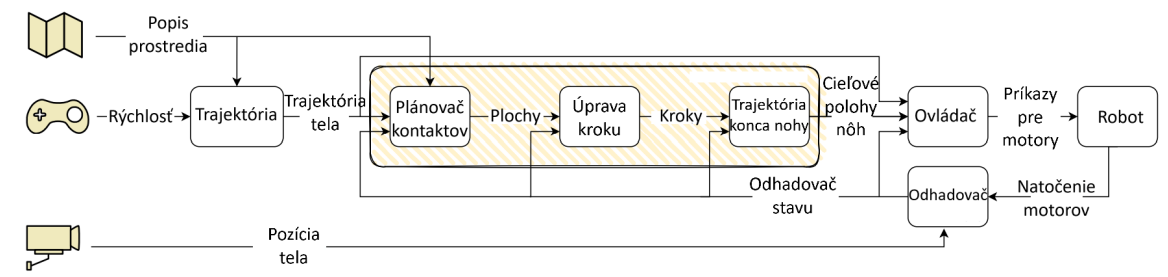 Popis
prostredia
Rýchlosť
Trajektória
Trajektória
tela
Plánovač
kontaktov
Plochy
Úprava
kroku
Kroky
Trajektória
konca nohy
Cieľové
polohy
nôh
Ovládač
Príkazy
pre
motory
Robot
Odhadovač
stavu
Odhadovač
Natočenie
motorov
Pozícia
tela